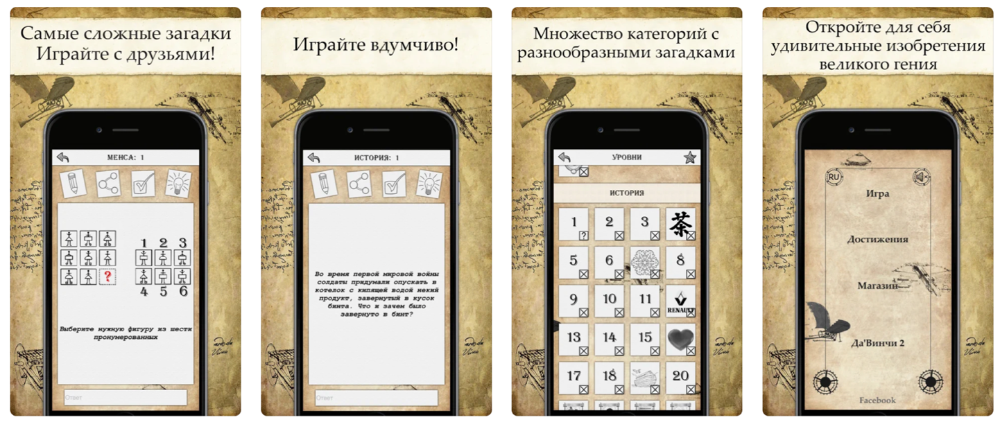 Самые сложные загадки
Играйте с друзьями!
МЕНСА: 1
1 2 3
?
4 5 6
Выберите нужную фигуру из шести
пронумерованных
Ответ
Играйте вдумчиво!
ИСТОРИЯ: 1
Во время первой мировой войны
солдаты придумали опускать в
котелок с кипящей водой некий
продукт, завернутый в кусок
бинта. Что и зачем было
завернуто в бинт?
Ответ
Множество категорий с
разнообразными загадками
УРОВНИ
ИСТОРИЯ
1 ? 2 3 茶
5 6 8
9 10 11 RENAULT
13 14 15
17 18 20
Откройте для себя
удивительные изобретения
великого гения
RU
Игра
Достижения
Магазин
Да'Винчи 2
Facebook